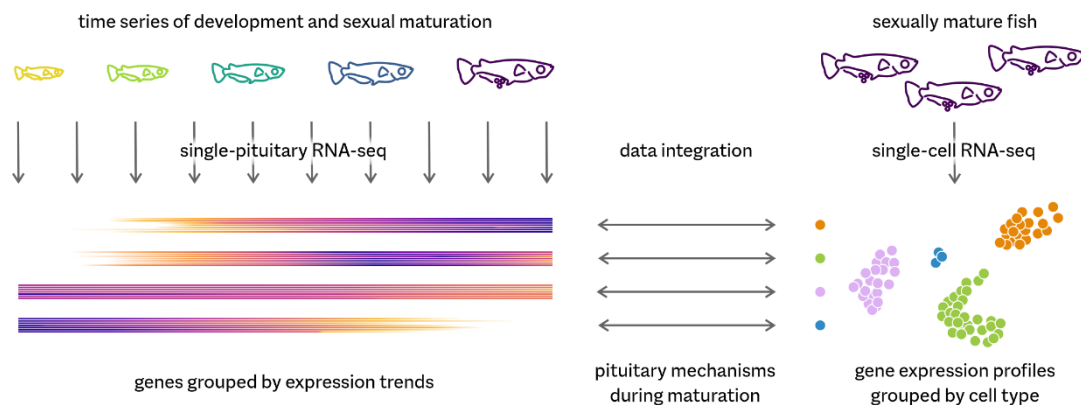 time series of development and sexual maturation
sexually mature fish
single-pituitary RNA-seq
data integration
single-cell RNA-seq
genes grouped by expression trends
pituitary mechanisms
during maturation
gene expression profiles
grouped by cell type